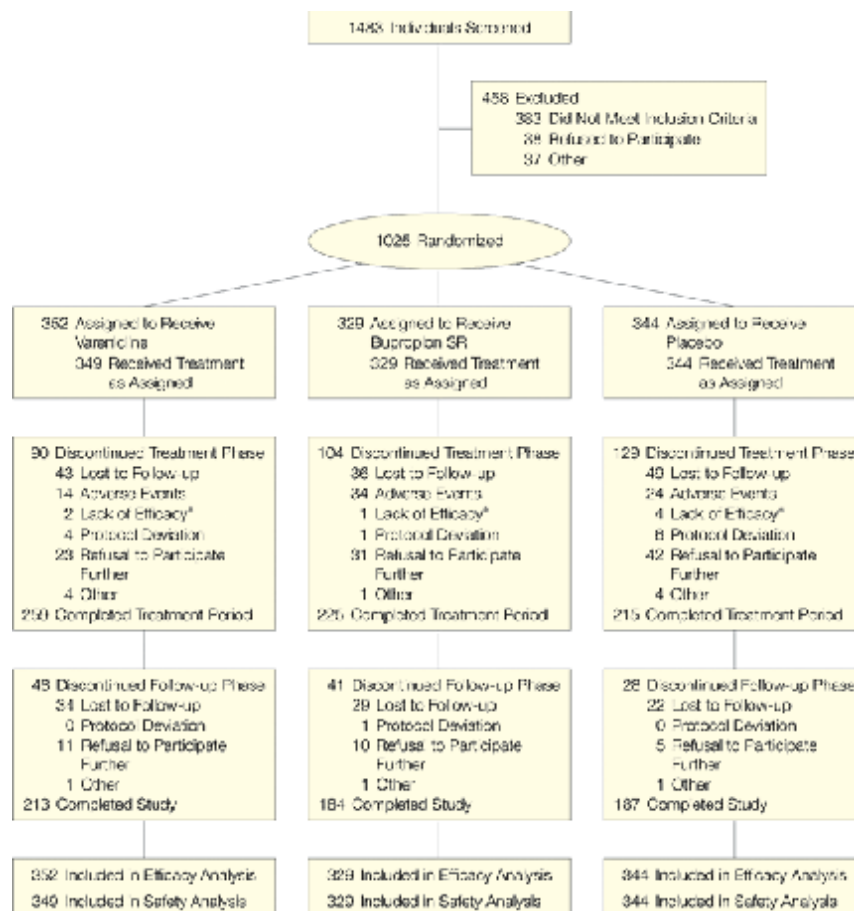 1483 Individuals Screened
458 Excluded
383 Did Not Meet Inclusion Criteria
38 Refused to Participate
37 Other
1025 Randomized
352 Assigned to Receive
Varenicline
349 Received Treatment
as Assigned
90 Discontinued Treatment Phase
43 Lost to Follow-up
14 Adverse Events
2 Lack of Efficacy*
4 Protocol Deviation
23 Refusal to Participate
Further
4 Other
259 Completed Treatment Period
46 Discontinued Follow-up Phase
34 Lost to Follow-up
0 Protocol Deviation
11 Refusal to Participate
Further
1 Other
213 Completed Study
352 Included in Efficacy Analysis
349 Included in Safety Analysis
329 Assigned to Receive
Bupropion SR
329 Received Treatment
as Assigned
104 Discontinued Treatment Phase
36 Lost to Follow-up
34 Adverse Events
1 Lack of Efficacy*
1 Protocol Deviation
31 Refusal to Participate
Further
1 Other
225 Completed Treatment Period
41 Discontinued Follow-up Phase
29 Lost to Follow-up
1 Protocol Deviation
10 Refusal to Participate
Further
1 Other
184 Completed Study
329 Included in Efficacy Analysis
329 Included in Safety Analysis
344 Assigned to Receive
Placebo
344 Received Treatment
as Assigned
129 Discontinued Treatment Phase
49 Lost to Follow-up
24 Adverse Events
4 Lack of Efficacy*
6 Protocol Deviation
42 Refusal to Participate
Further
4 Other
215 Completed Treatment Period
28 Discontinued Follow-up Phase
22 Lost to Follow-up
0 Protocol Deviation
5 Refusal to Participate
Further
1 Other
187 Completed Study
344 Included in Efficacy Analysis
344 Included in Safety Analysis